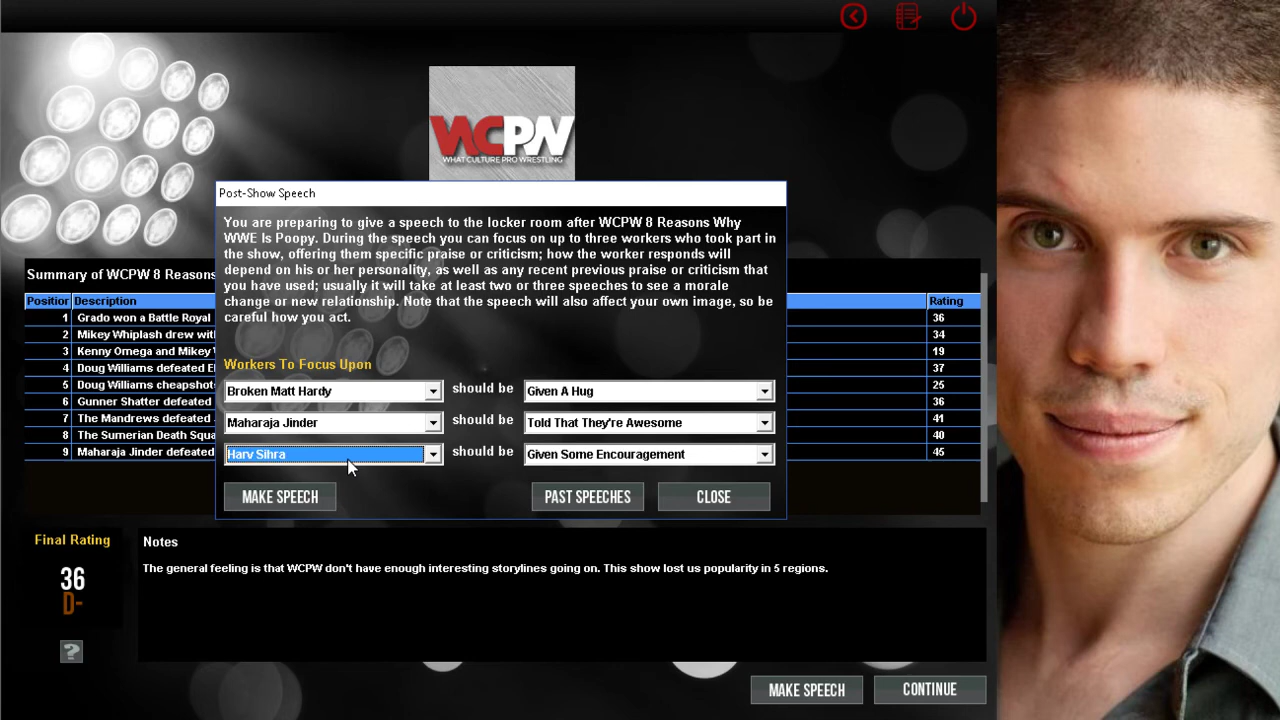 WCPW
WHAT CULTURE PRO WRESTLING
Post-Show Speech
You are preparing to give a speech to the locker room after WCPW 8 Reasons Why
WWE Is Poopy. During the speech you can focus on up to three workers who took part in
the show, offering them specific praise or criticism; how the worker responds will
depend on his or her personality, as well as any recent previous praise or criticism that
you have used; usually it will take at least two or three speeches to see a morale
change or new relationship. Note that the speech will also affect your own image, so be
careful how you act.
Workers To Focus Upon
Broken Matt Hardy should be Given A Hug
Maharaja Jinder should be Told That They're Awesome
Harv Sihra should be Given Some Encouragement
MAKE SPEECH PAST SPEECHES CLOSE
Summary of WCPW 8 Reasons
Position Description Rating
1 Grado won a Battle Royal 36
2 Mikey Whiplash drew with 34
3 Kenny Omega and Mikey 19
4 Doug Williams defeated 37
5 Doug Williams cheapshots 25
6 Gunner Shatter defeated 36
7 The Mandrews defeated 41
8 The Sumerian Death Squa 40
9 Maharaja Jinder defeated 45
Final Rating
36
D-
?
Notes
The general feeling is that WCPW don't have enough interesting storylines going on. This show lost us popularity in 5 regions.
MAKE SPEECH CONTINUE